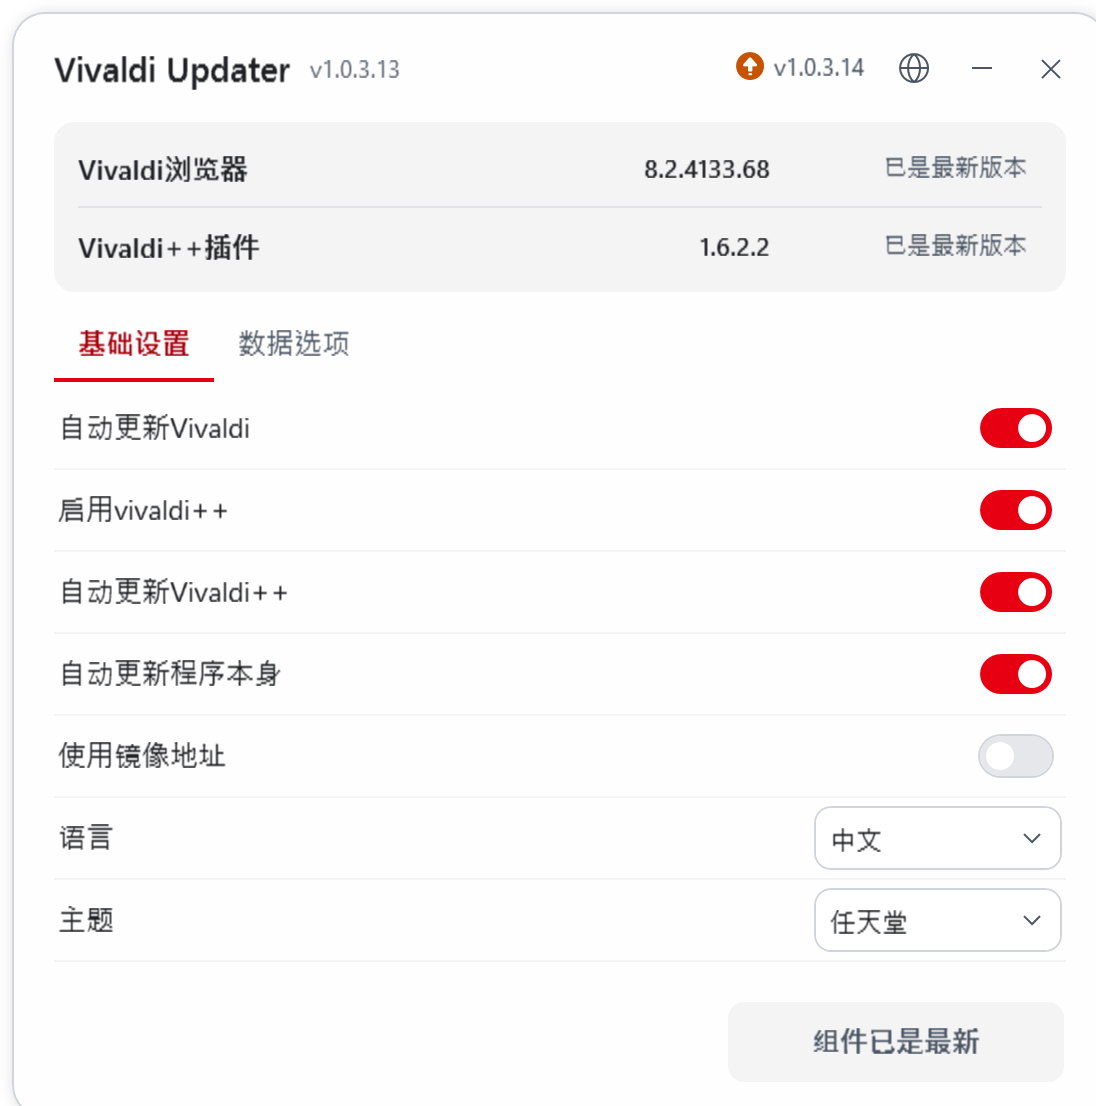 Vivaldi Updater v1.0.3.13 v1.0.3.14
Vivaldi浏览器 8.2.4133.68 已是最新版本
Vivaldi++插件 1.6.2.2 已是最新版本
基础设置 数据选项
自动更新Vivaldi
启用vivaldi++
自动更新Vivaldi++
自动更新程序本身
使用镜像地址
语言 中文
主题 任天堂
组件已是最新